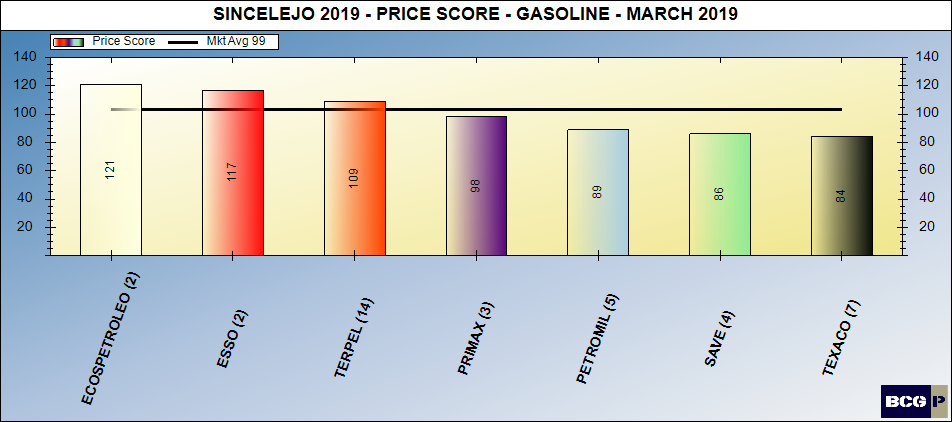 SINCELEJO 2019 - PRICE SCORE - GASOLINE - MARCH 2019
Price Score Mkt Avg 99
140 140
120 120
100 100
80 80
60 60
40 40
20 20
121 117 109 98 89 86 84
ECOSPETROLEO (2)
ESSO (2)
TERPEL (14)
PRIMAX (3)
PETROMIL (5)
SAVE (4)
TEXACO (7)
BCG P